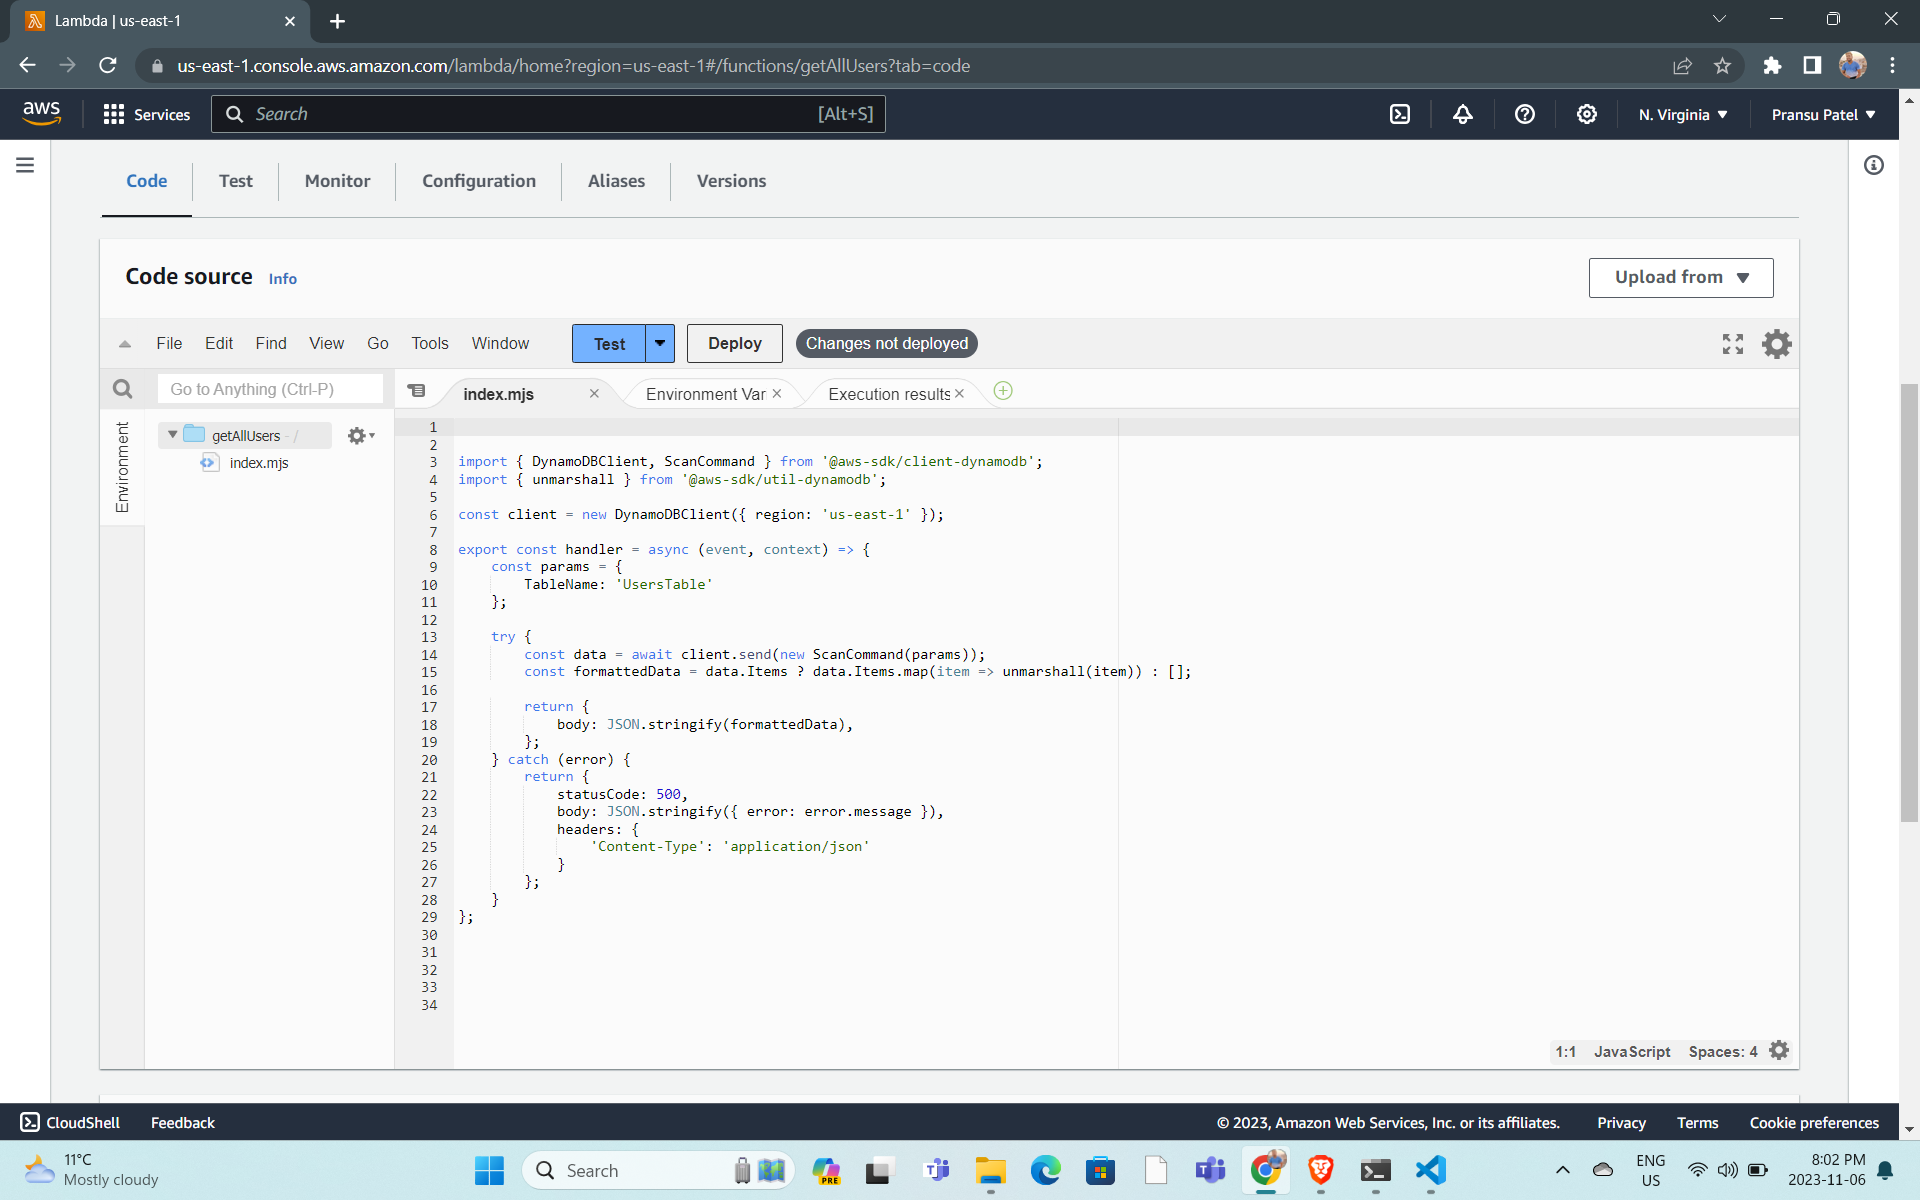 Lambda | us-east-1
us-east-1.console.aws.amazon.com/lambda/home?region=us-east-1#/functions/getAllUsers?tab=code
aws Services Search [Alt+S] N. Virginia Pransu Patel
Code Test Monitor Configuration Aliases Versions
Code source Info Upload from
File Edit Find View Go Tools Window Test Deploy Changes not deployed
Go to Anything (Ctrl-P) index.mjs Environment Var Execution results
Environment
getAllUsers - /
index.mjs
1
2
3 import { DynamoDBClient, ScanCommand } from '@aws-sdk/client-dynamodb';
4 import { unmarshall } from '@aws-sdk/util-dynamodb';
5
6 const client = new DynamoDBClient({ region: 'us-east-1' });
7
8 export const handler = async (event, context) => {
9 const params = {
10 TableName: 'UsersTable'
11 };
12
13 try {
14 const data = await client.send(new ScanCommand(params));
15 const formattedData = data.Items ? data.Items.map(item => unmarshall(item)) : [];
16
17 return {
18 body: JSON.stringify(formattedData),
19 };
20 } catch (error) {
21 return {
22 statusCode: 500,
23 body: JSON.stringify({ error: error.message }),
24 headers: {
25 'Content-Type': 'application/json'
26 }
27 };
28 }
29 };
30
31
32
33
34
1:1 JavaScript Spaces: 4
CloudShell Feedback © 2023, Amazon Web Services, Inc. or its affiliates. Privacy Terms Cookie preferences
11°C
Mostly cloudy
Search
PRE
ENG
US
8:02 PM
2023-11-06